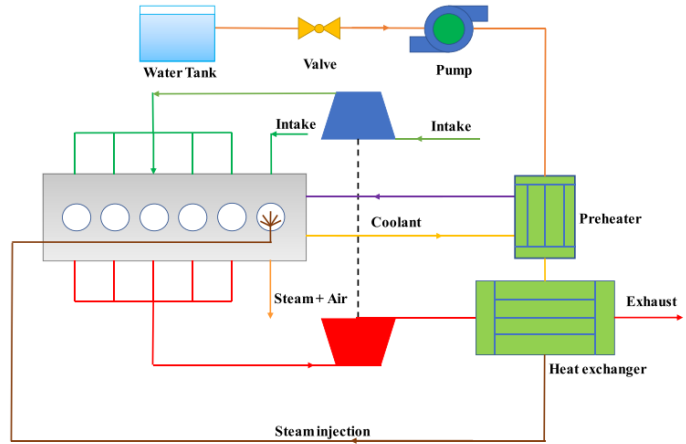 Water Tank
Valve
Pump
Intake
Intake
Coolant
Preheater
Steam + Air
Exhaust
Heat exchanger
Steam injection